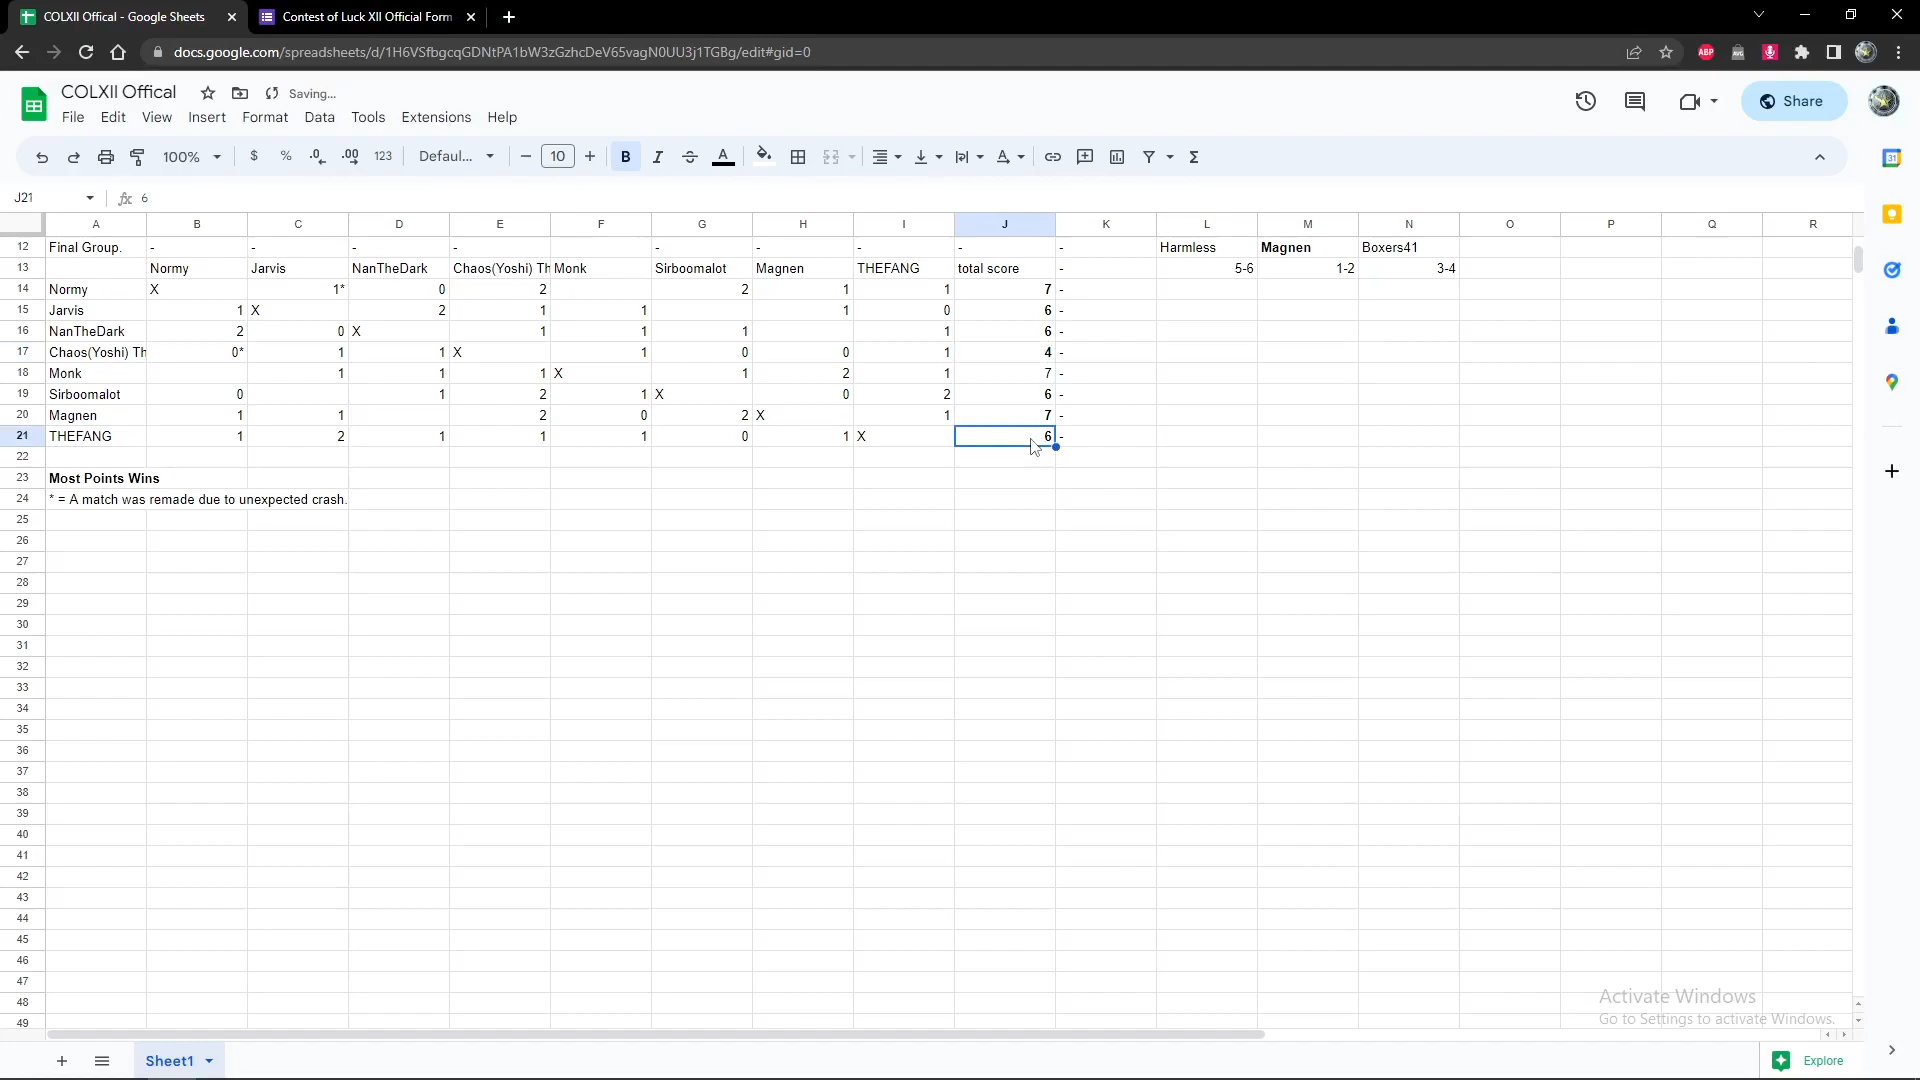 COLXII Offical - Google Sheets
Contest of Luck XII Official Form
docs.google.com/spreadsheets/d/1H6VSfbgcqGDNtPA1bW3zGzhcDeV65vagN0UU3j1TGBg/edit#gid=0
ABP
COLXII Offical
Saving...
Share
File Edit View Insert Format Data Tools Extensions Help
100% $ % .0 .00 123 Defaul... - 10 + B I A Σ
31
J21 fx 6
A B C D E F G H I J K L M N O P Q R
12 Final Group. - - - - - - - - - Harmless Magnen Boxers41
13 Normy Jarvis NanTheDark Chaos(Yoshi) Th Monk Sirboomalot Magnen THEFANG total score - 5-6 1-2 3-4
14 Normy X 1* 0 2 2 1 1 7 -
15 Jarvis 1 X 2 1 1 1 0 6 -
16 NanTheDark 2 0 X 1 1 1 1 6 -
17 Chaos(Yoshi) Th 0* 1 1 X 1 0 0 1 4 -
18 Monk 1 1 1 X 1 2 1 7 -
19 Sirboomalot 0 1 2 1 X 0 2 6 -
20 Magnen 1 1 2 0 2 X 1 7 -
21 THEFANG 1 2 1 1 1 0 1 X 6 -
22
23 Most Points Wins
24 * = A match was remade due to unexpected crash.
25
26
27
28
29
30
31
32
33
34
35
36
37
38
39
40
41
42
43
44
45
46
47
48
49
Activate Windows
Go to Settings to activate Windows.
Sheet1
Explore